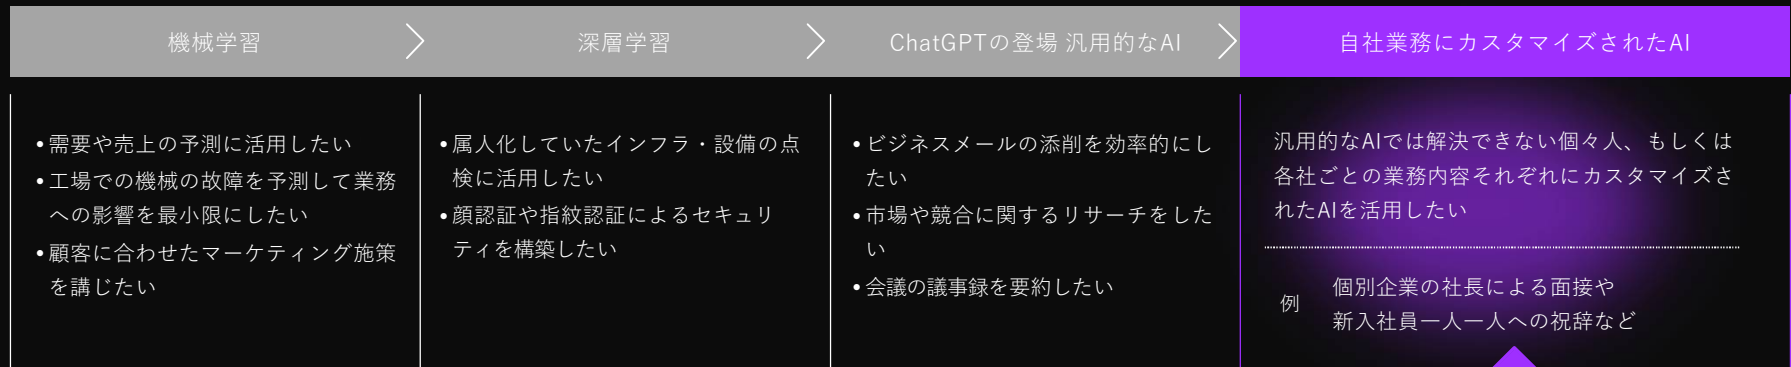 機械学習
深層学習
ChatGPTの登場 汎用的なAI
自社業務にカスタマイズされたAI
•需要や売上の予測に活用したい
•工場での機械の故障を予測して業務
への影響を最小限にしたい
•顧客に合わせたマーケティング施策
を講じたい
•属人化していたインフラ・設備の点
検に活用したい
•顔認証や指紋認証によるセキュリ
ティを構築したい
•ビジネスメールの添削を効率的にし
たい
•市場や競合に関するリサーチをした
い
•会議の議事録を要約したい
汎用的なAIでは解決できない個々人、もしくは
各社ごとの業務内容それぞれにカスタマイズさ
れたAIを活用したい
例
個別企業の社長による面接や
新入社員一人一人への祝辞など